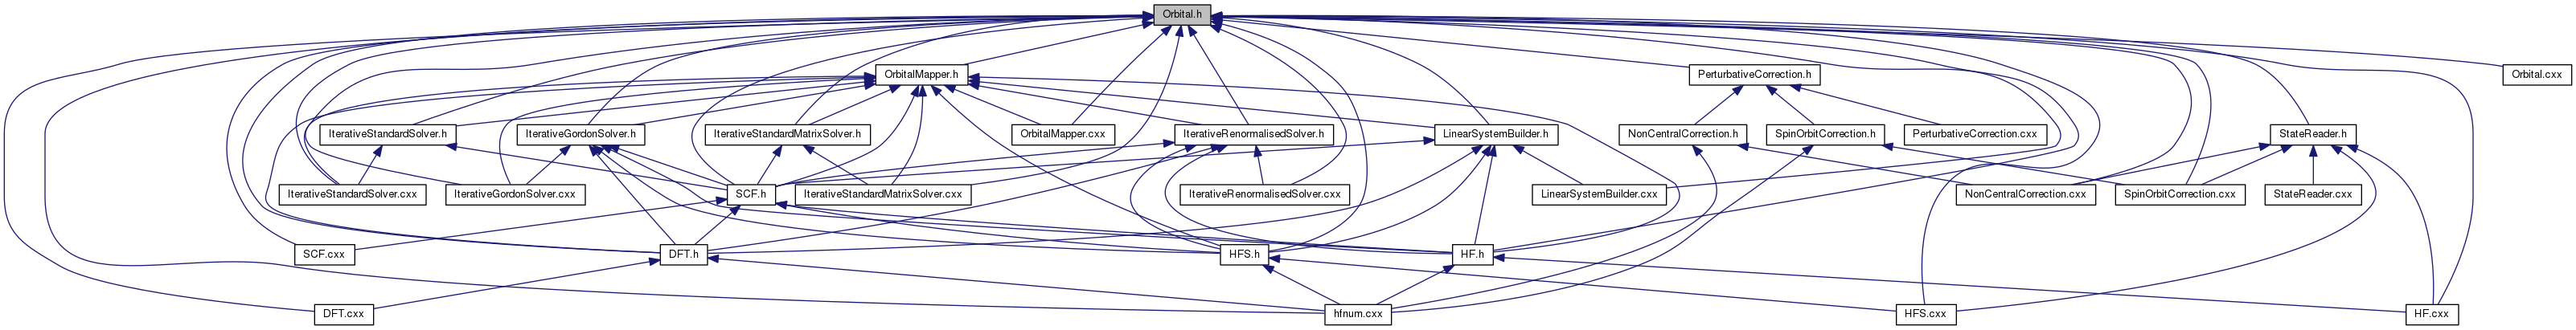 Orbital.h
OrbitalMapper.h
PerturbativeCorrection.h
Orbital.cxx
IterativeStandardSolver.h
IterativeGordonSolver.h
IterativeStandardMatrixSolver.h
OrbitalMapper.cxx
IterativeRenormalisedSolver.h
LinearSystemBuilder.h
NonCentralCorrection.h
SpinOrbitCorrection.h
PerturbativeCorrection.cxx
StateReader.h
IterativeStandardSolver.cxx
IterativeGordonSolver.cxx
SCF.h
IterativeStandardMatrixSolver.cxx
IterativeRenormalisedSolver.cxx
LinearSystemBuilder.cxx
NonCentralCorrection.cxx
SpinOrbitCorrection.cxx
StateReader.cxx
SCF.cxx
DFT.h
HFS.h
HF.h
DFT.cxx
hfnum.cxx
HFS.cxx
HF.cxx